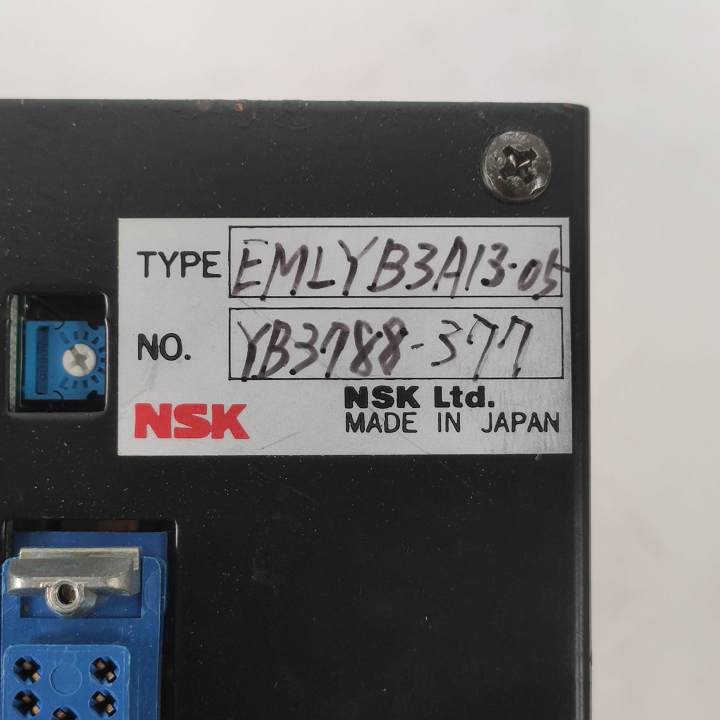 TYPE EMLYB3A13-05
NO. YB3788-377
NSK NSK Ltd.
MADE IN JAPAN